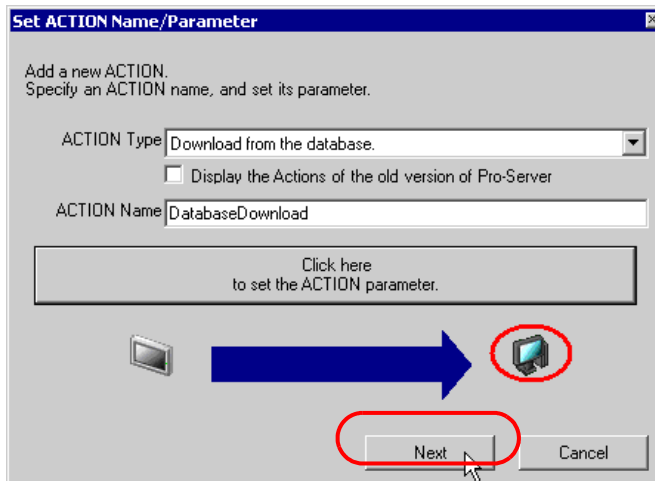 Set ACTION Name/Parameter
Add a new ACTION.
Specify an ACTION name, and set its parameter.
ACTION Type Download from the database.
Display the Actions of the old version of Pro-Server
ACTION Name DatabaseDownload
Click here
to set the ACTION parameter.
Next Cancel